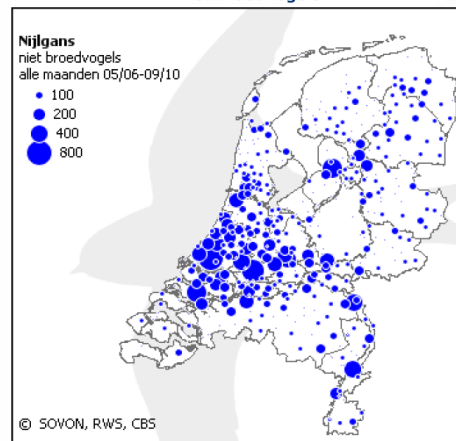 Nijlgans
niet broedvogels
alle maanden 05/06-09/10
100
200
400
800
© SOVON, RWS, CBS